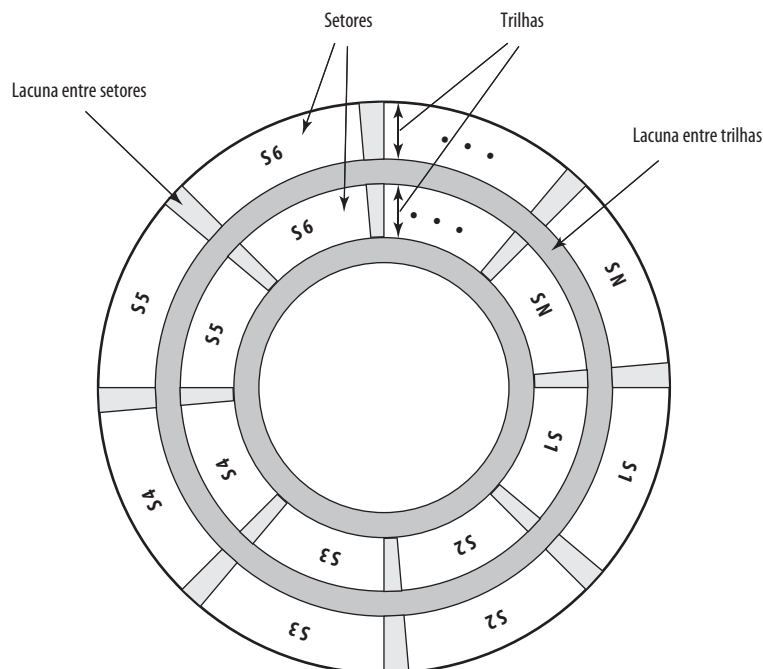 Setores
Trilhas
Lacuna entre setores
Lacuna entre trilhas
S6
• • •
S6
• • •
SN
SN
S5
S5
S1
S1
S4
S4
S2
S3
S3
S2